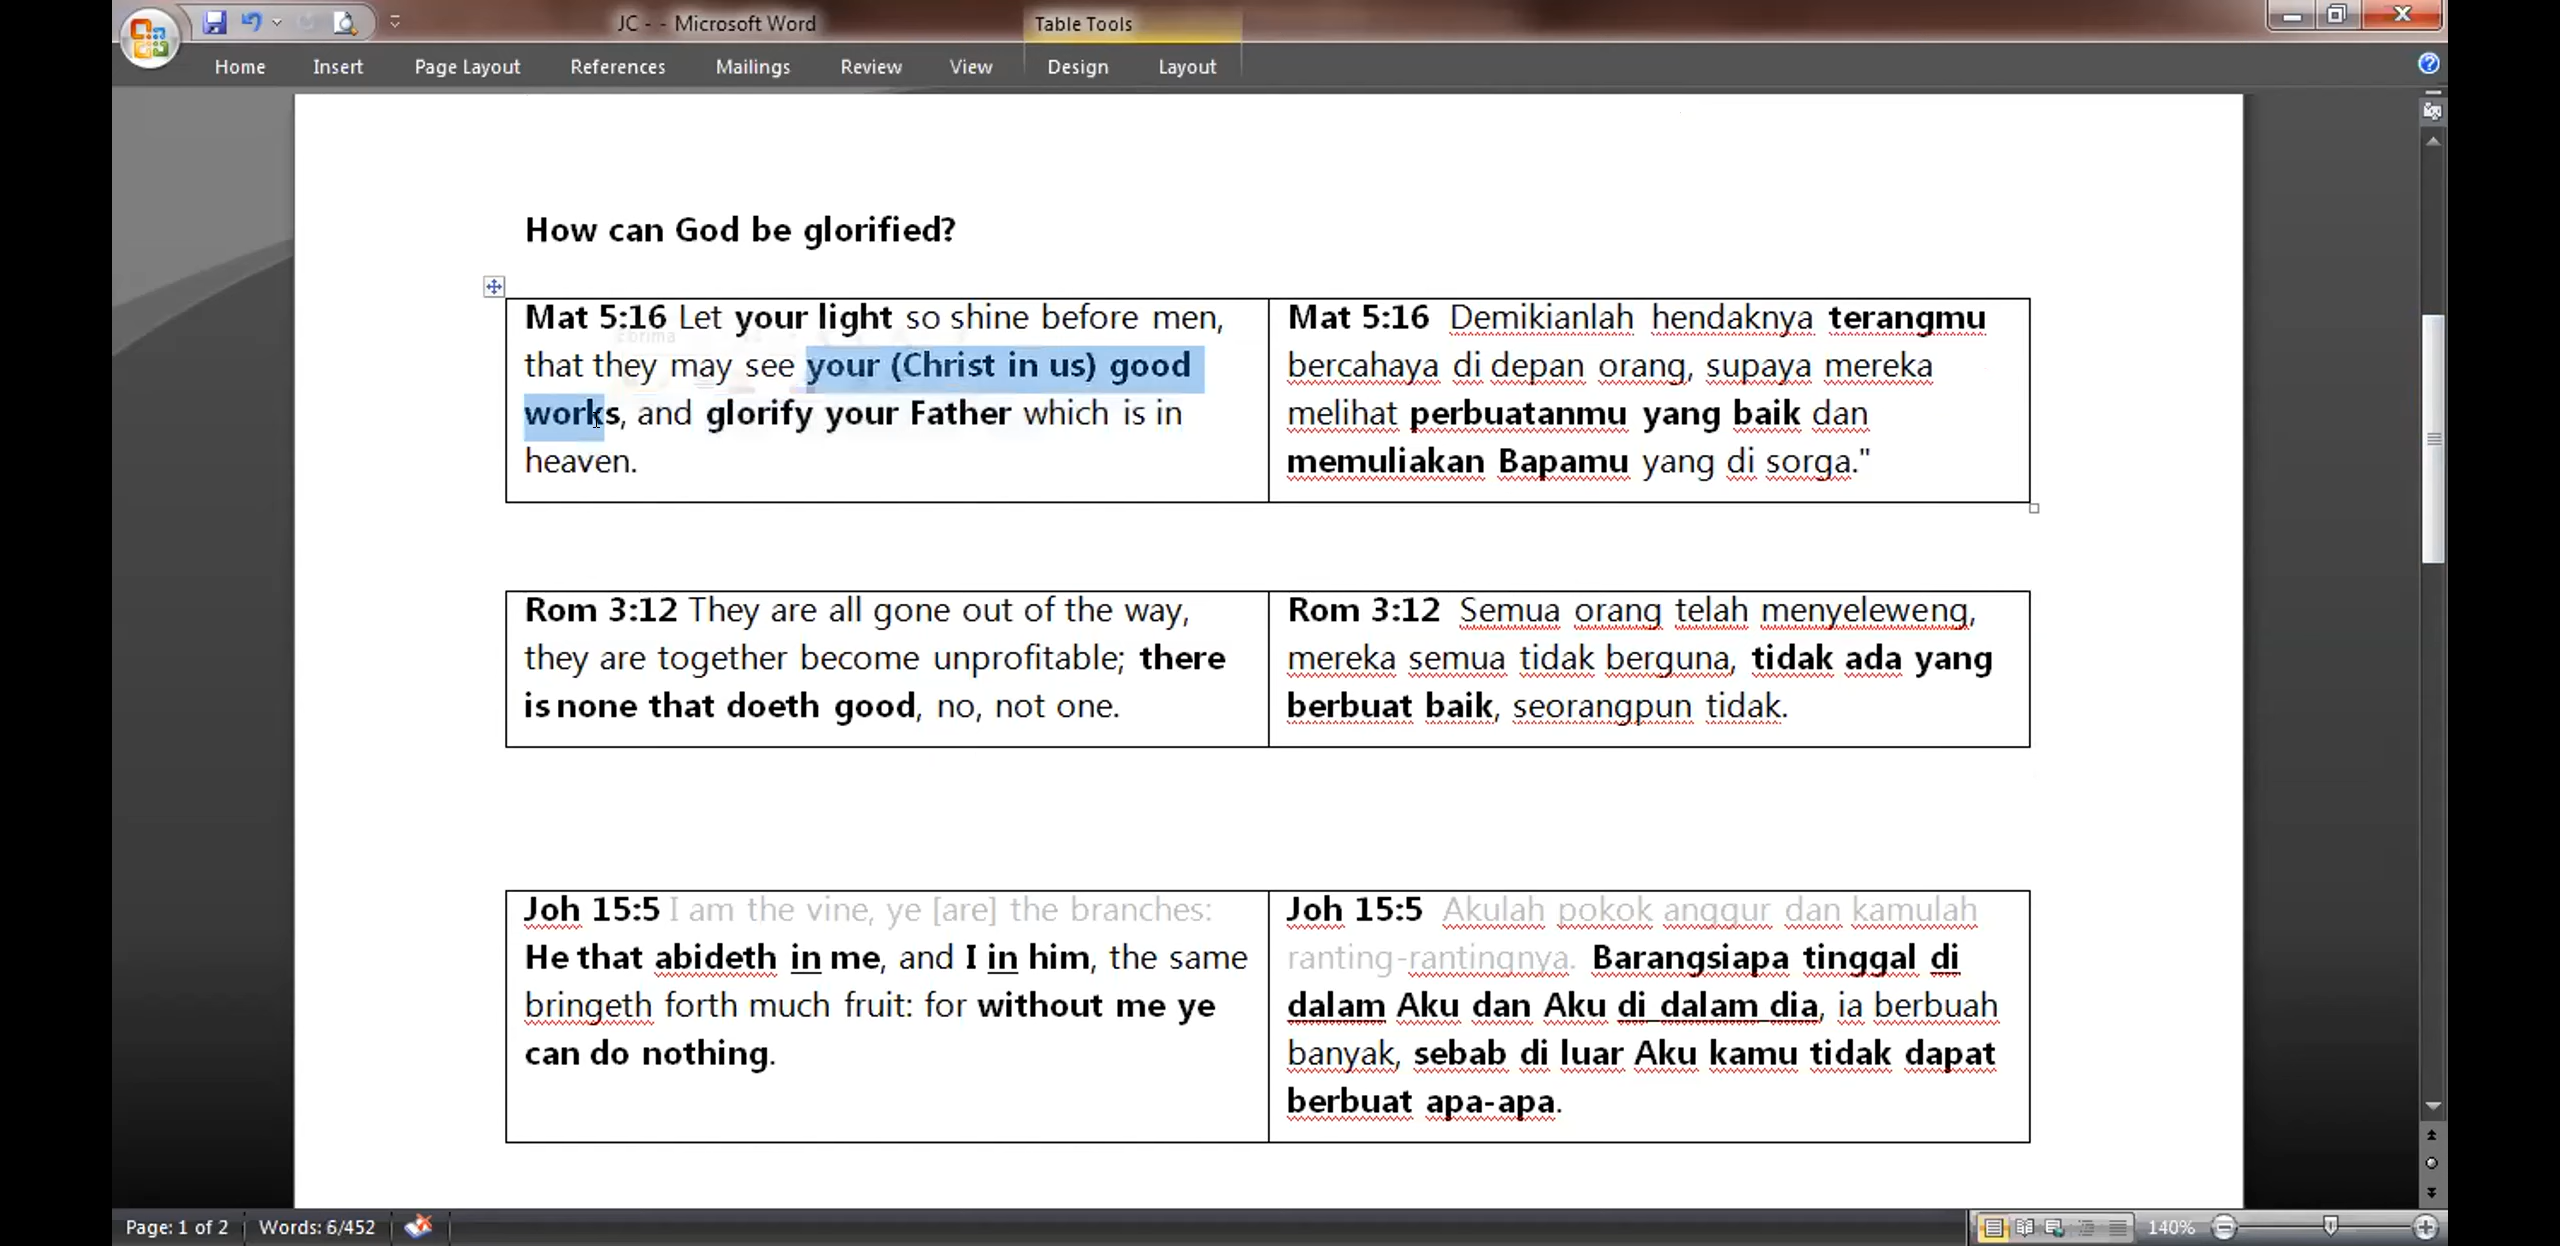 JC - - Microsoft Word
Table Tools
Home Insert Page Layout References Mailings Review View Design Layout
How can God be glorified?
Mat 5:16 Let your light so shine before men,
that they may see your (Christ in us) good
works, and glorify your Father which is in
heaven.
Mat 5:16 Demikianlah hendaknya terangmu
bercahaya di depan orang, supaya mereka
melihat perbuatanmu yang baik dan
memuliakan Bapamu yang di sorga."
Rom 3:12 They are all gone out of the way,
they are together become unprofitable; there
is none that doeth good, no, not one.
Rom 3:12 Semua orang telah menyeleweng,
mereka semua tidak berguna, tidak ada yang
berbuat baik, seorangpun tidak.
Joh 15:5 I am the vine, ye [are] the branches:
He that abideth in me, and I in him, the same
bringeth forth much fruit: for without me ye
can do nothing.
Joh 15:5 Akulah pokok anggur dan kamulah
ranting-rantingnya. Barangsiapa tinggal di
dalam Aku dan Aku di dalam dia, ia berbuah
banyak, sebab di luar Aku kamu tidak dapat
berbuat apa-apa.
Page: 1 of 2 Words: 6/452 140%